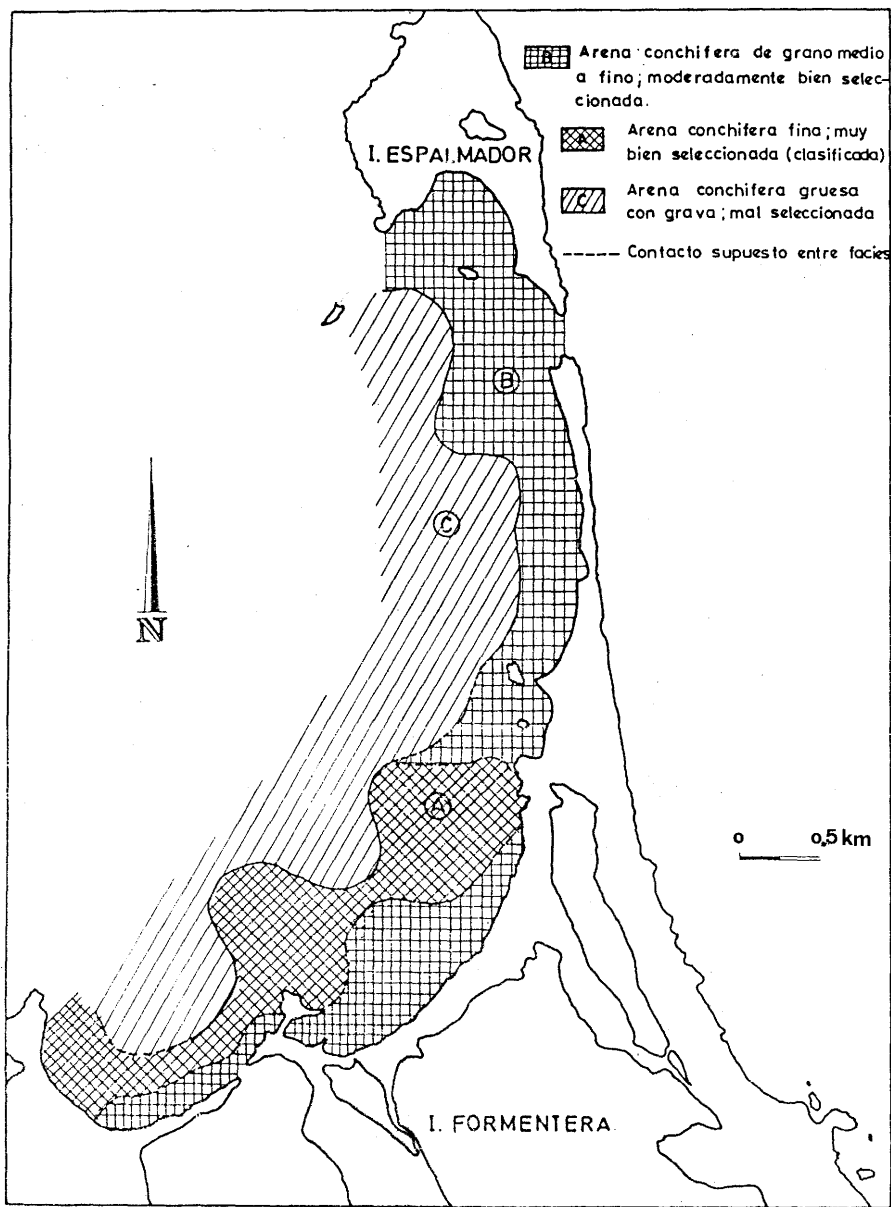 B Arena conchifera de grano medio
a fino; moderadamente bien selec-
cionada.
A Arena conchifera fina; muy
bien seleccionada (clasificada)
C Arena conchifera gruesa
con grava; mal seleccionada
Contacto supuesto entre facies
I. ESPALMADOR
B
C
N
A
0 0,5 km
I. FORMENTERA